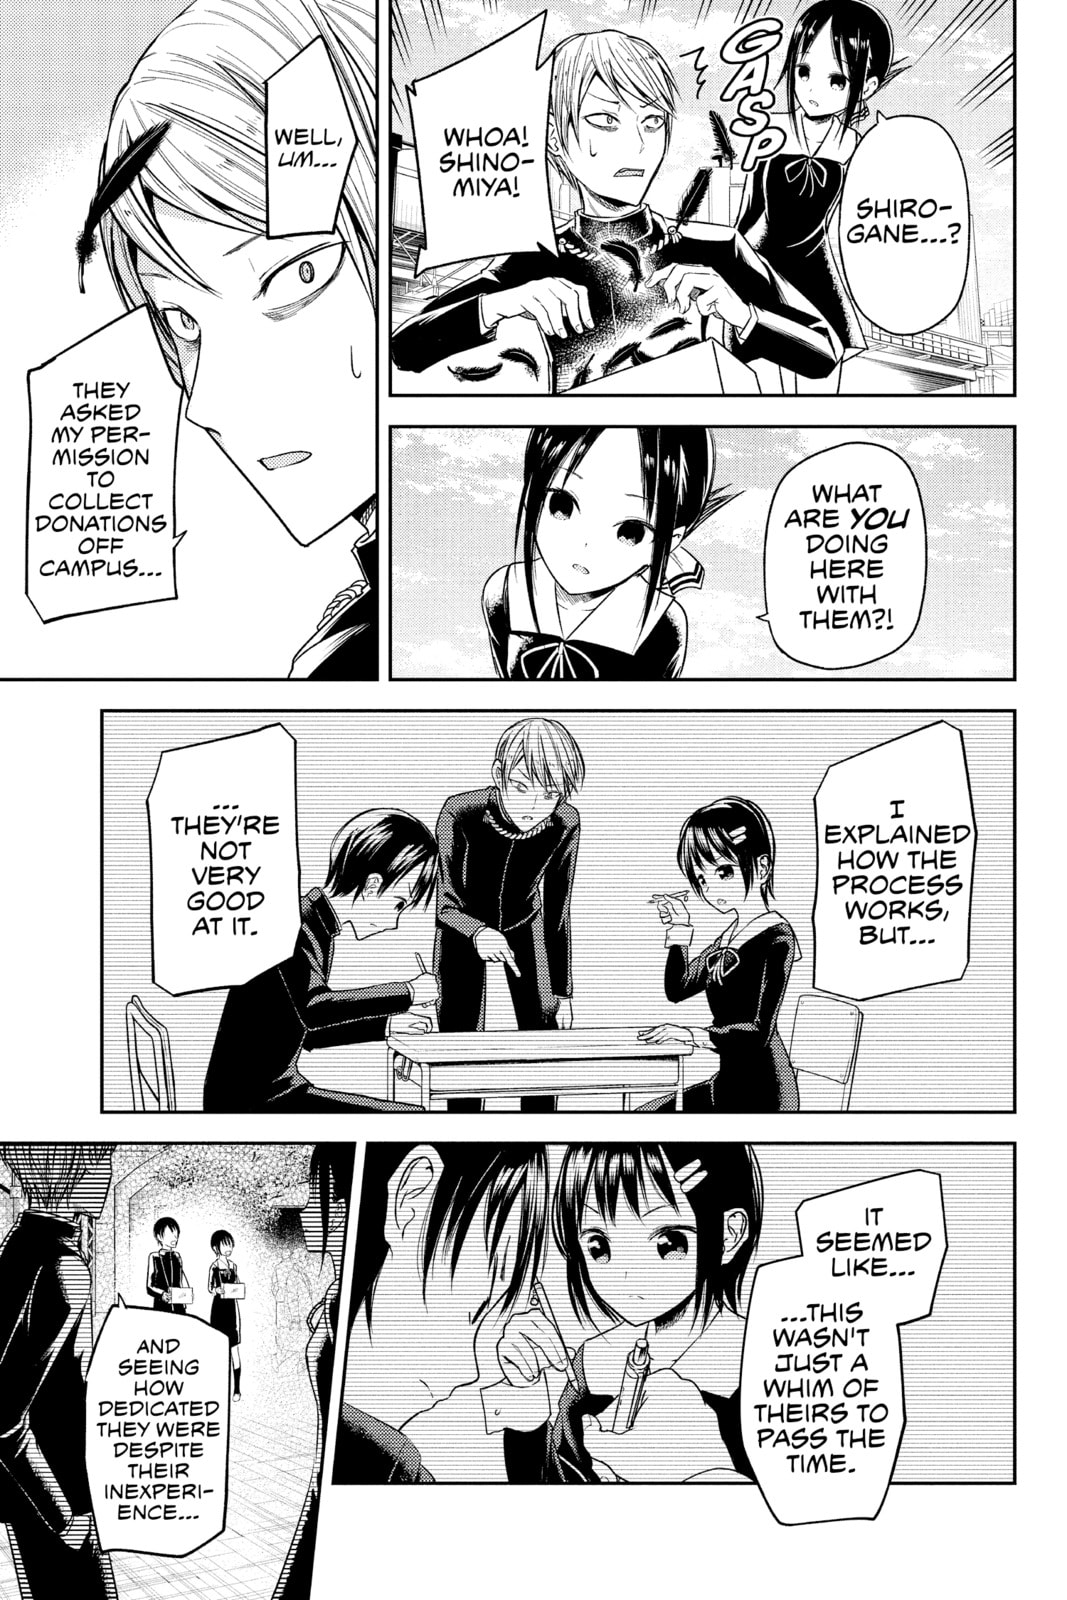 SHIRO-
GANE...?
GASP
WHOA!
SHINO-
MIYA!
WHAT
ARE YOU
DOING
HERE
WITH
THEM?!
WELL,
UM...
THEY
ASKED
MY PER-
MISSION
TO
COLLECT
DONATIONS
OFF
CAMPUS...
I
EXPLAINED
HOW THE
PROCESS
WORKS,
BUT...
...
THEY'RE
NOT
VERY
GOOD
AT IT.
IT
SEEMED
LIKE...
...THIS
WASN'T
JUST A
WHIM OF
THEIRS TO
PASS THE
TIME.
AND
SEEING
HOW
DEDICATED
THEY WERE
DESPITE
THEIR
INEXPERI-
ENCE...